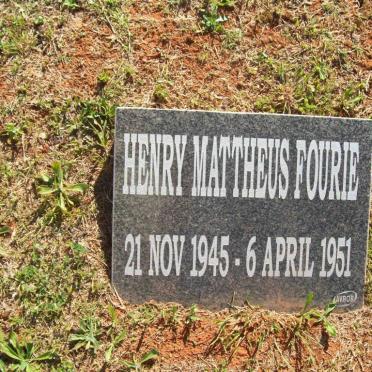 HENRY MATTHEUS FOURIE
21 NOV 1945 - 6 APRIL 1951